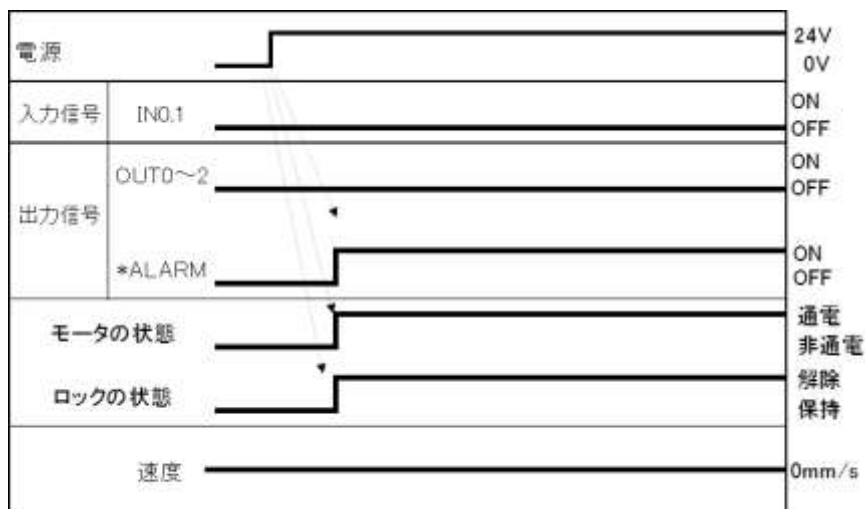 電源
24V
0V
入力信号
IN0.1
ON
OFF
出力信号
OUT0～2
ON
OFF
*ALARM
ON
OFF
モータの状態
通電
非通電
ロックの状態
解除
保持
速度
0mm/s